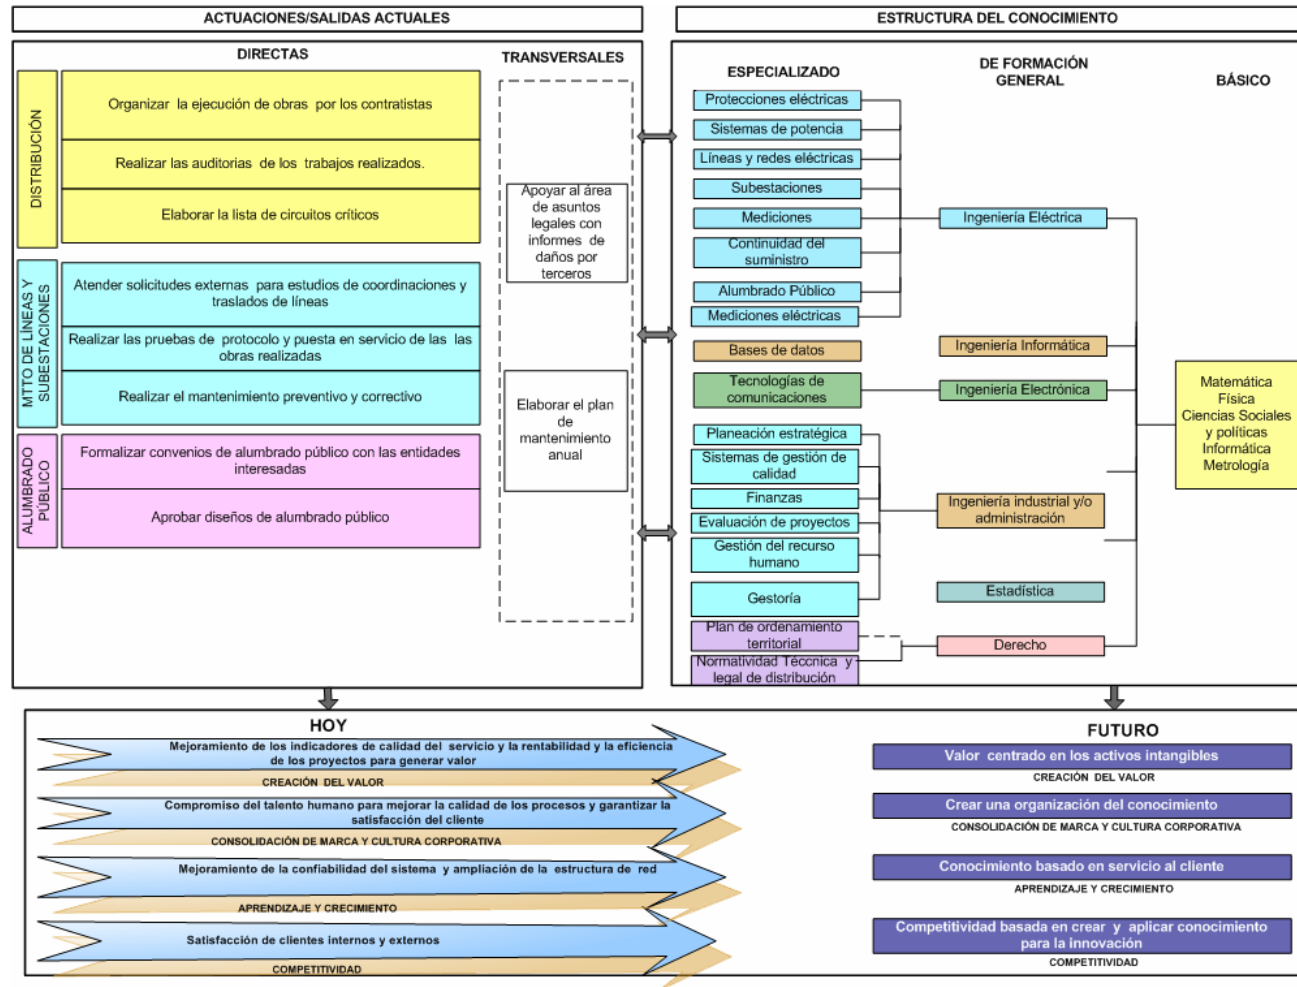 ACTUACIONES/SALIDAS ACTUALES
DIRECTAS
TRANSVERSALES
DISTRIBUCIÓN
Organizar la ejecución de obras por los contratistas
Realizar las auditorias de los trabajos realizados.
Elaborar la lista de circuitos críticos
MTTO DE LÍNEAS Y
SUBESTACIONES
Atender solicitudes externas para estudios de coordinaciones y
traslados de líneas
Realizar las pruebas de protocolo y puesta en servicio de las las
obras realizadas
Realizar el mantenimiento preventivo y correctivo
ALUMBRADO
PÚBLICO
Formalizar convenios de alumbrado público con las entidades
interesadas
Aprobar diseños de alumbrado público
Apoyar al área
de asuntos
legales con
informes de
daños por
terceros
Elaborar el plan
de
mantenimiento
anual
ESTRUCTURA DEL CONOCIMIENTO
ESPECIALIZADO
DE FORMACIÓN
GENERAL
BÁSICO
Protecciones eléctricas
Sistemas de potencia
Líneas y redes eléctricas
Subestaciones
Mediciones
Continuidad del
suministro
Alumbrado Público
Mediciones eléctricas
Bases de datos
Tecnologías de
comunicaciones
Planeación estratégica
Sistemas de gestión de
calidad
Finanzas
Evaluación de proyectos
Gestión del recurso
humano
Gestoría
Plan de ordenamiento
territorial
Normatividad Téccnica y
legal de distribución
Ingeniería Eléctrica
Ingeniería Informática
Ingeniería Electrónica
Ingeniería industrial y/o
administración
Estadística
Derecho
Matemática
Física
Ciencias Sociales
y políticas
Informática
Metrología
HOY
Mejoramiento de los indicadores de calidad del servicio y la rentabilidad y la eficiencia
de los proyectos para generar valor
CREACIÓN DEL VALOR
Compromiso del talento humano para mejorar la calidad de los procesos y garantizar la
satisfacción del cliente
CONSOLIDACIÓN DE MARCA Y CULTURA CORPORATIVA
Mejoramiento de la confiabilidad del sistema y ampliación de la estructura de red
APRENDIZAJE Y CRECIMIENTO
Satisfacción de clientes internos y externos
COMPETITIVIDAD
FUTURO
Valor centrado en los activos intangibles
CREACIÓN DEL VALOR
Crear una organización del conocimiento
CONSOLIDACIÓN DE MARCA Y CULTURA CORPORATIVA
Conocimiento basado en servicio al cliente
APRENDIZAJE Y CRECIMIENTO
Competitividad basada en crear y aplicar conocimiento
para la innovación
COMPETITIVIDAD